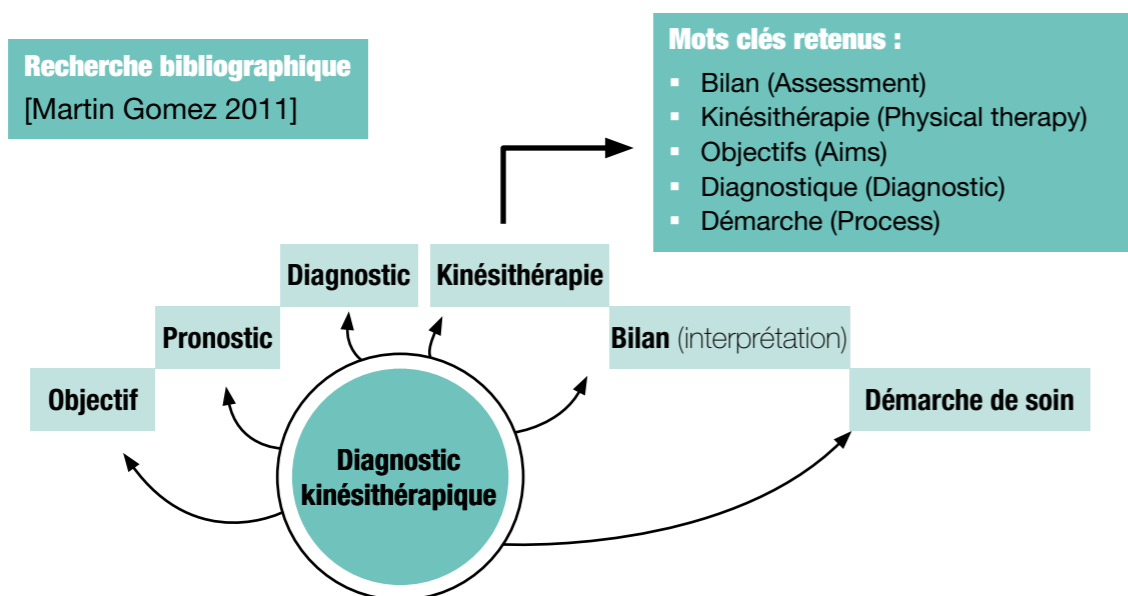 Recherche bibliographique
[Martin Gomez 2011]
Mots clés retenus :
▪ Bilan (Assessment)
▪ Kinésithérapie (Physical therapy)
▪ Objectifs (Aims)
▪ Diagnostique (Diagnostic)
▪ Démarche (Process)
Diagnostic
Kinésithérapie
Pronostic
Bilan (interprétation)
Objectif
Démarche de soin
Diagnostic
kinésithérapique